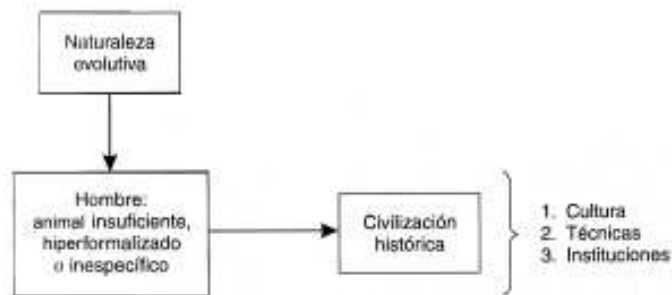 Naturaleza
evolutiva
Hombre:
animal insuficiente,
hiperformalizado
o inespecífico
Civilización
histórica
1. Cultura
2. Técnicas
3. Instituciones